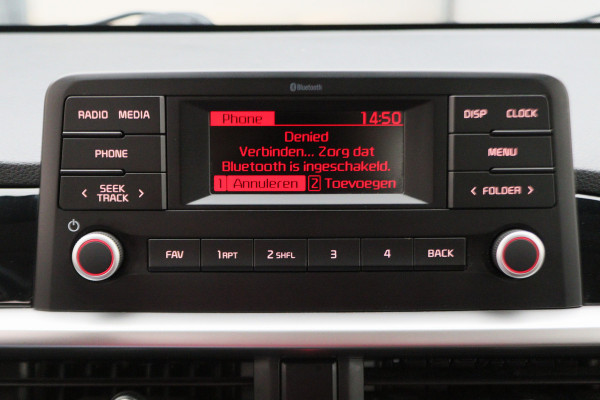 Bluetooth
RADIO MEDIA
PHONE
SEEK
TRACK
Phone 14:50
Denied
Verbinden... Zorg dat
Bluetooth is ingeschakeld.
1 Annuleren 2 Toevoegen
DISP CLOCK
MENU
FOLDER
FAV 1 RPT 2 SHFL 3 4 BACK